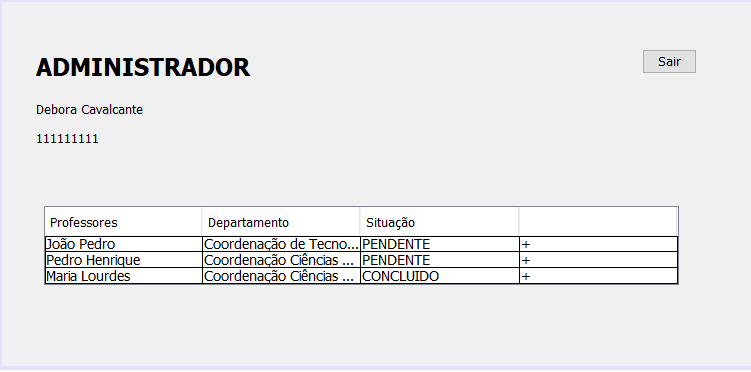 ADMINISTRADOR
Sair
Debora Cavalcante
111111111
Professores Departamento Situação
João Pedro Coordenação de Tecno... PENDENTE +
Pedro Henrique Coordenação Ciências ... PENDENTE +
Maria Lourdes Coordenação Ciências ... CONCLUIDO +